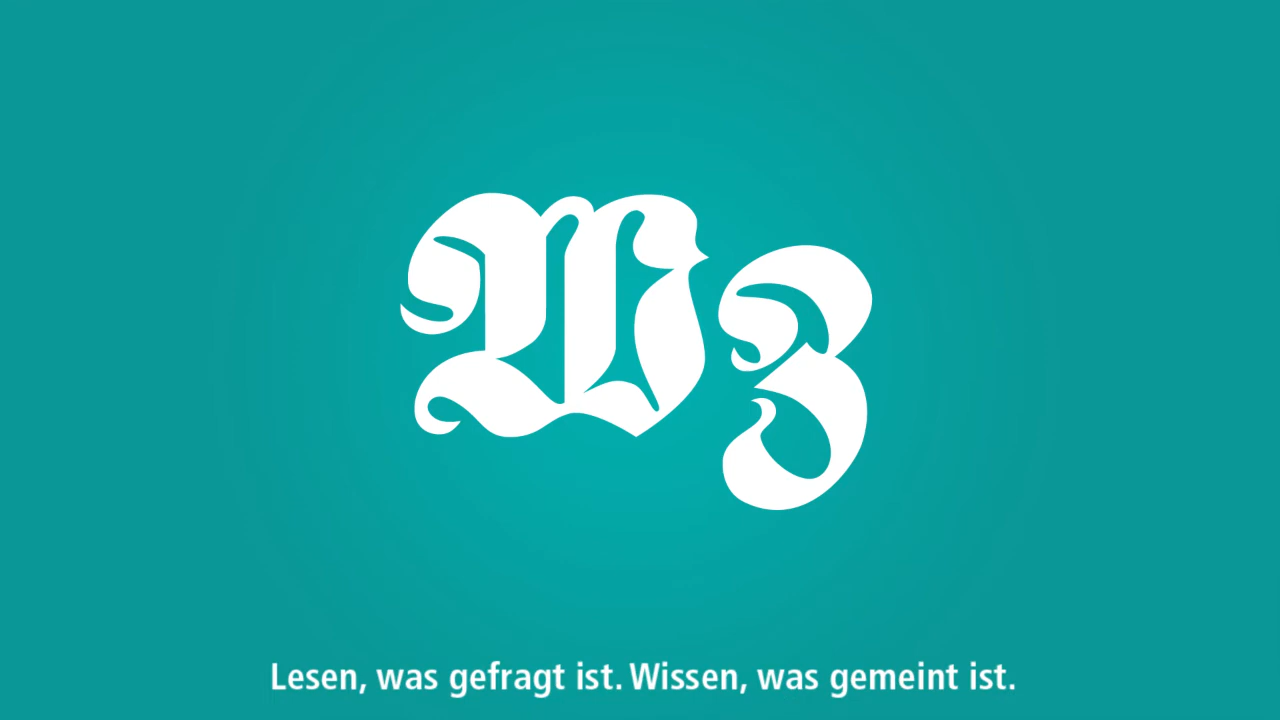 WZ
Lesen, was gefragt ist. Wissen, was gemeint ist.